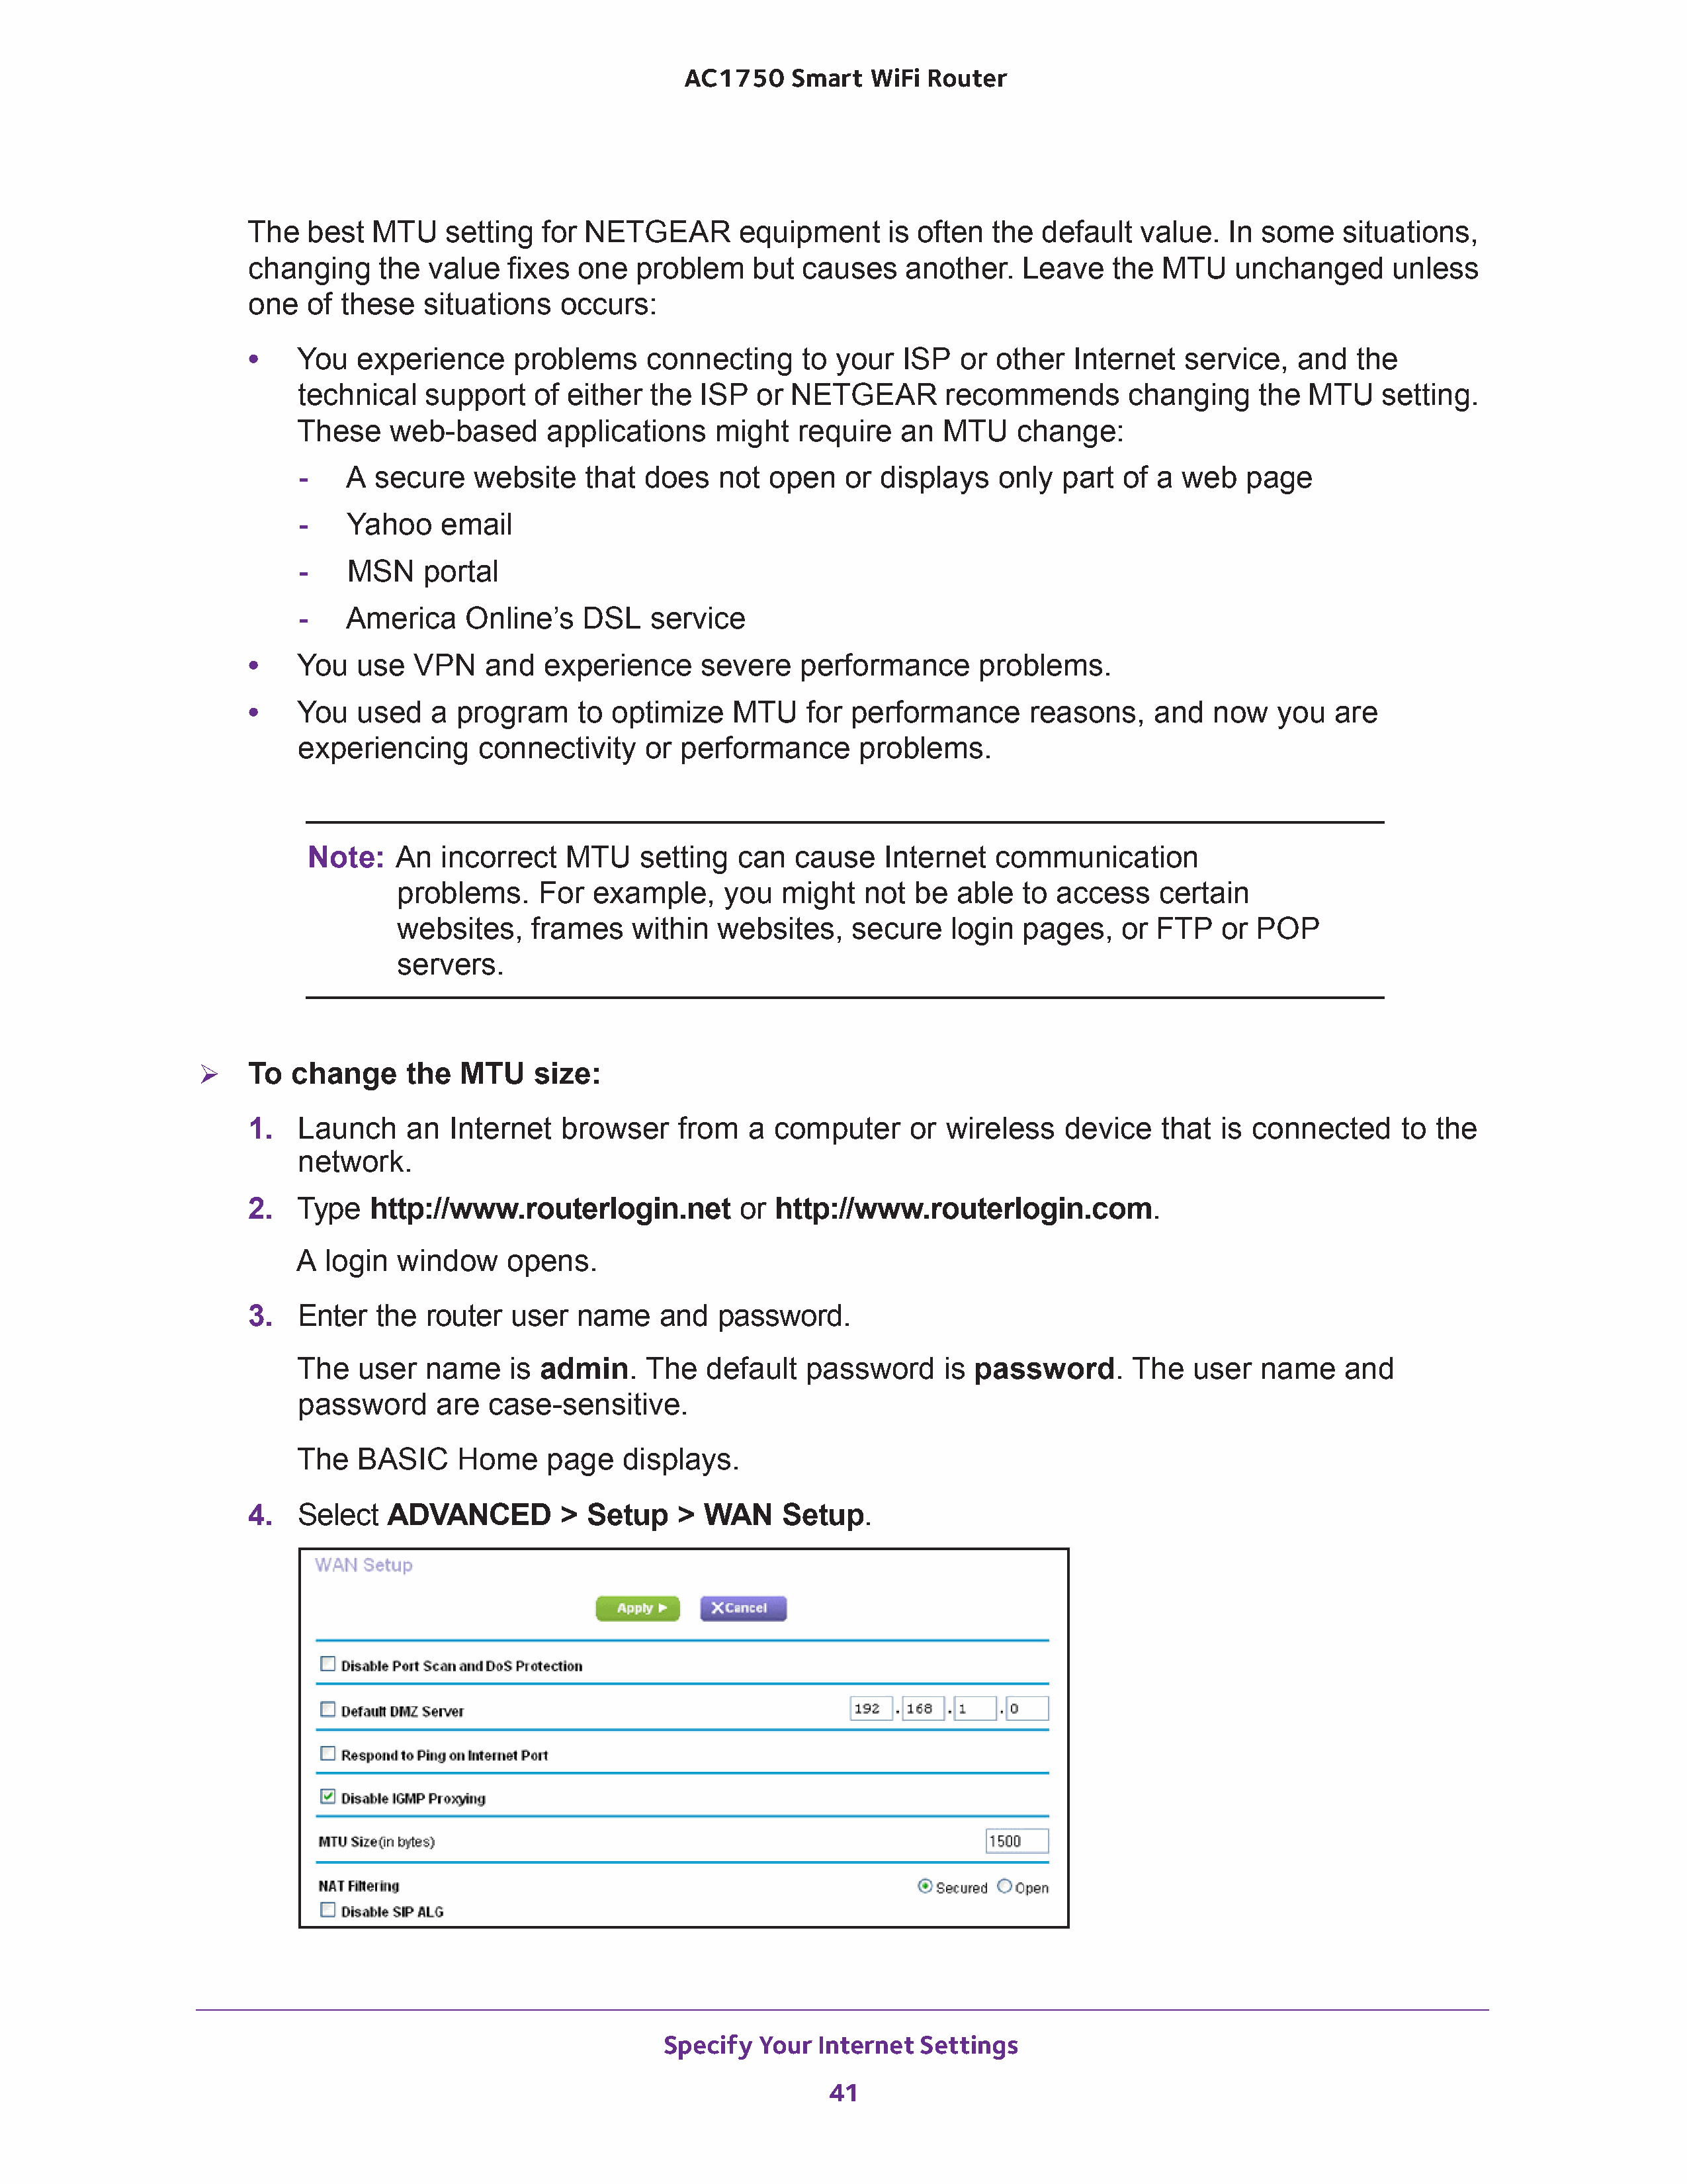 AC1750 Smart WiFi Router
The best MTU setting for NETGEAR equipment is often the default value. In some situations,
changing the value fixes one problem but causes another. Leave the MTU unchanged unless
one of these situations occurs:
• You experience problems connecting to your ISP or other Internet service, and the
technical support of either the ISP or NETGEAR recommends changing the MTU setting.
These web-based applications might require an MTU change:
- A secure website that does not open or displays only part of a web page
- Yahoo email
- MSN portal
- America Online’s DSL service
• You use VPN and experience severe performance problems.
• You used a program to optimize MTU for performance reasons, and now you are
experiencing connectivity or performance problems.
Note: An incorrect MTU setting can cause Internet communication
problems. For example, you might not be able to access certain
websites, frames within websites, secure login pages, or FTP or POP
servers.
➢ To change the MTU size:
1. Launch an Internet browser from a computer or wireless device that is connected to the
network.
2. Type http://www.routerlogin.net or http://www.routerlogin.com.
A login window opens.
3. Enter the router user name and password.
The user name is admin. The default password is password. The user name and
password are case-sensitive.
The BASIC Home page displays.
4. Select ADVANCED > Setup > WAN Setup.
WAN Setup
Apply ► XCancel
Disable Port Scan and DoS Protection
Default DMZ Server 192 . 168 . 1 . 0
Respond to Ping on Internet Port
Disable IGMP Proxying
MTU Size(in bytes) 1500
NAT Filtering Secured Open
Disable SIP ALG
Specify Your Internet Settings
41